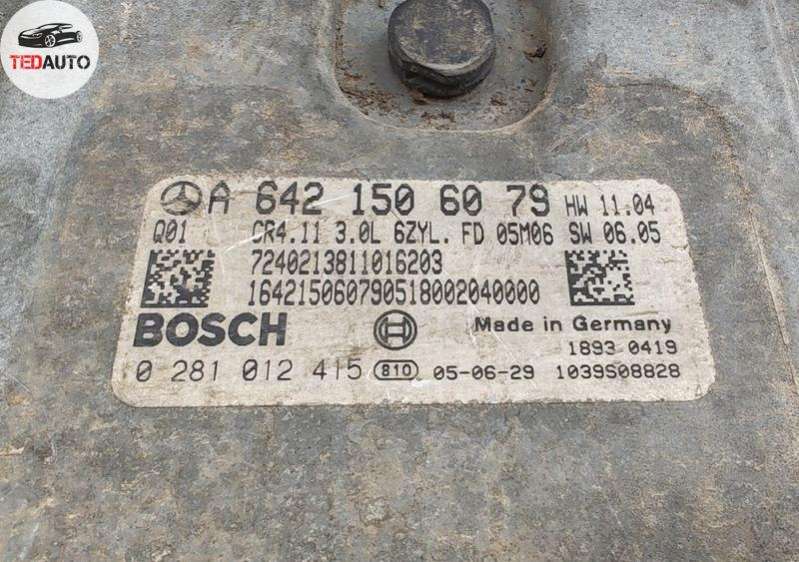 TEDAUTO
A 642 150 60 79 HW 11.04
Q01 CR4.11 3.0L 6ZYL. FD 05M06 SW 06.05
7240213811016203
164215060790518002040000
BOSCH Made in Germany
1893 0419
0 281 012 415 810 05-06-29 1039S08828